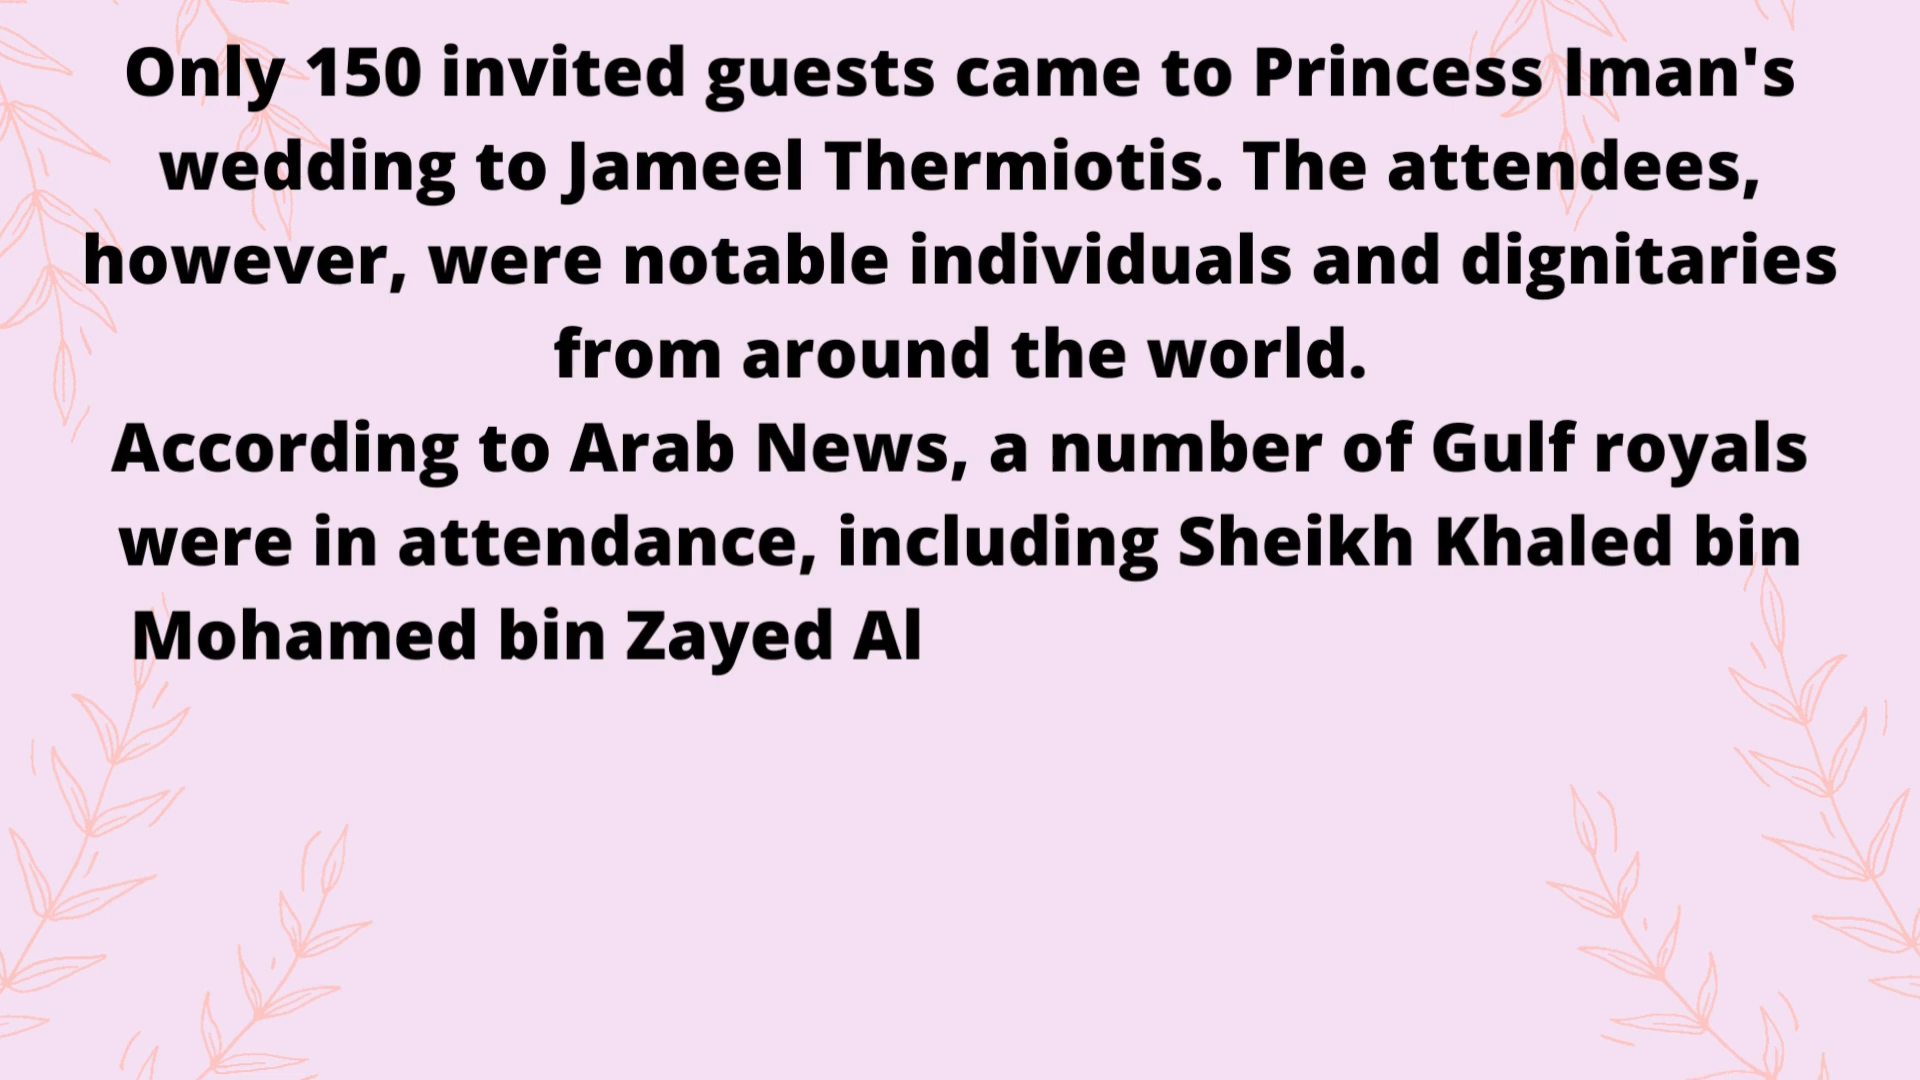 Only 150 invited guests came to Princess Iman's
wedding to Jameel Thermiotis. The attendees,
however, were notable individuals and dignitaries
from around the world.
According to Arab News, a number of Gulf royals
were in attendance, including Sheikh Khaled bin
Mohamed bin Zayed Al